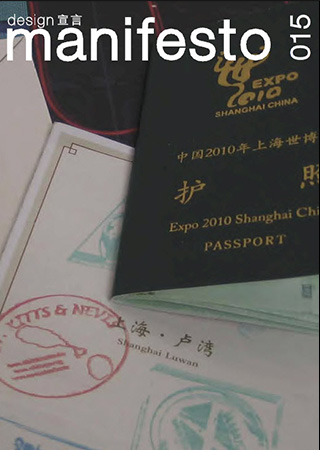 design 宣言
manifesto
015
EXPO
2010
SHANGHAI CHINA
中国2010年上海世博
护 照
Expo 2010 Shanghai Chi
PASSPORT
KITTS & NEVI
上海·卢湾
Shanghai Luwan